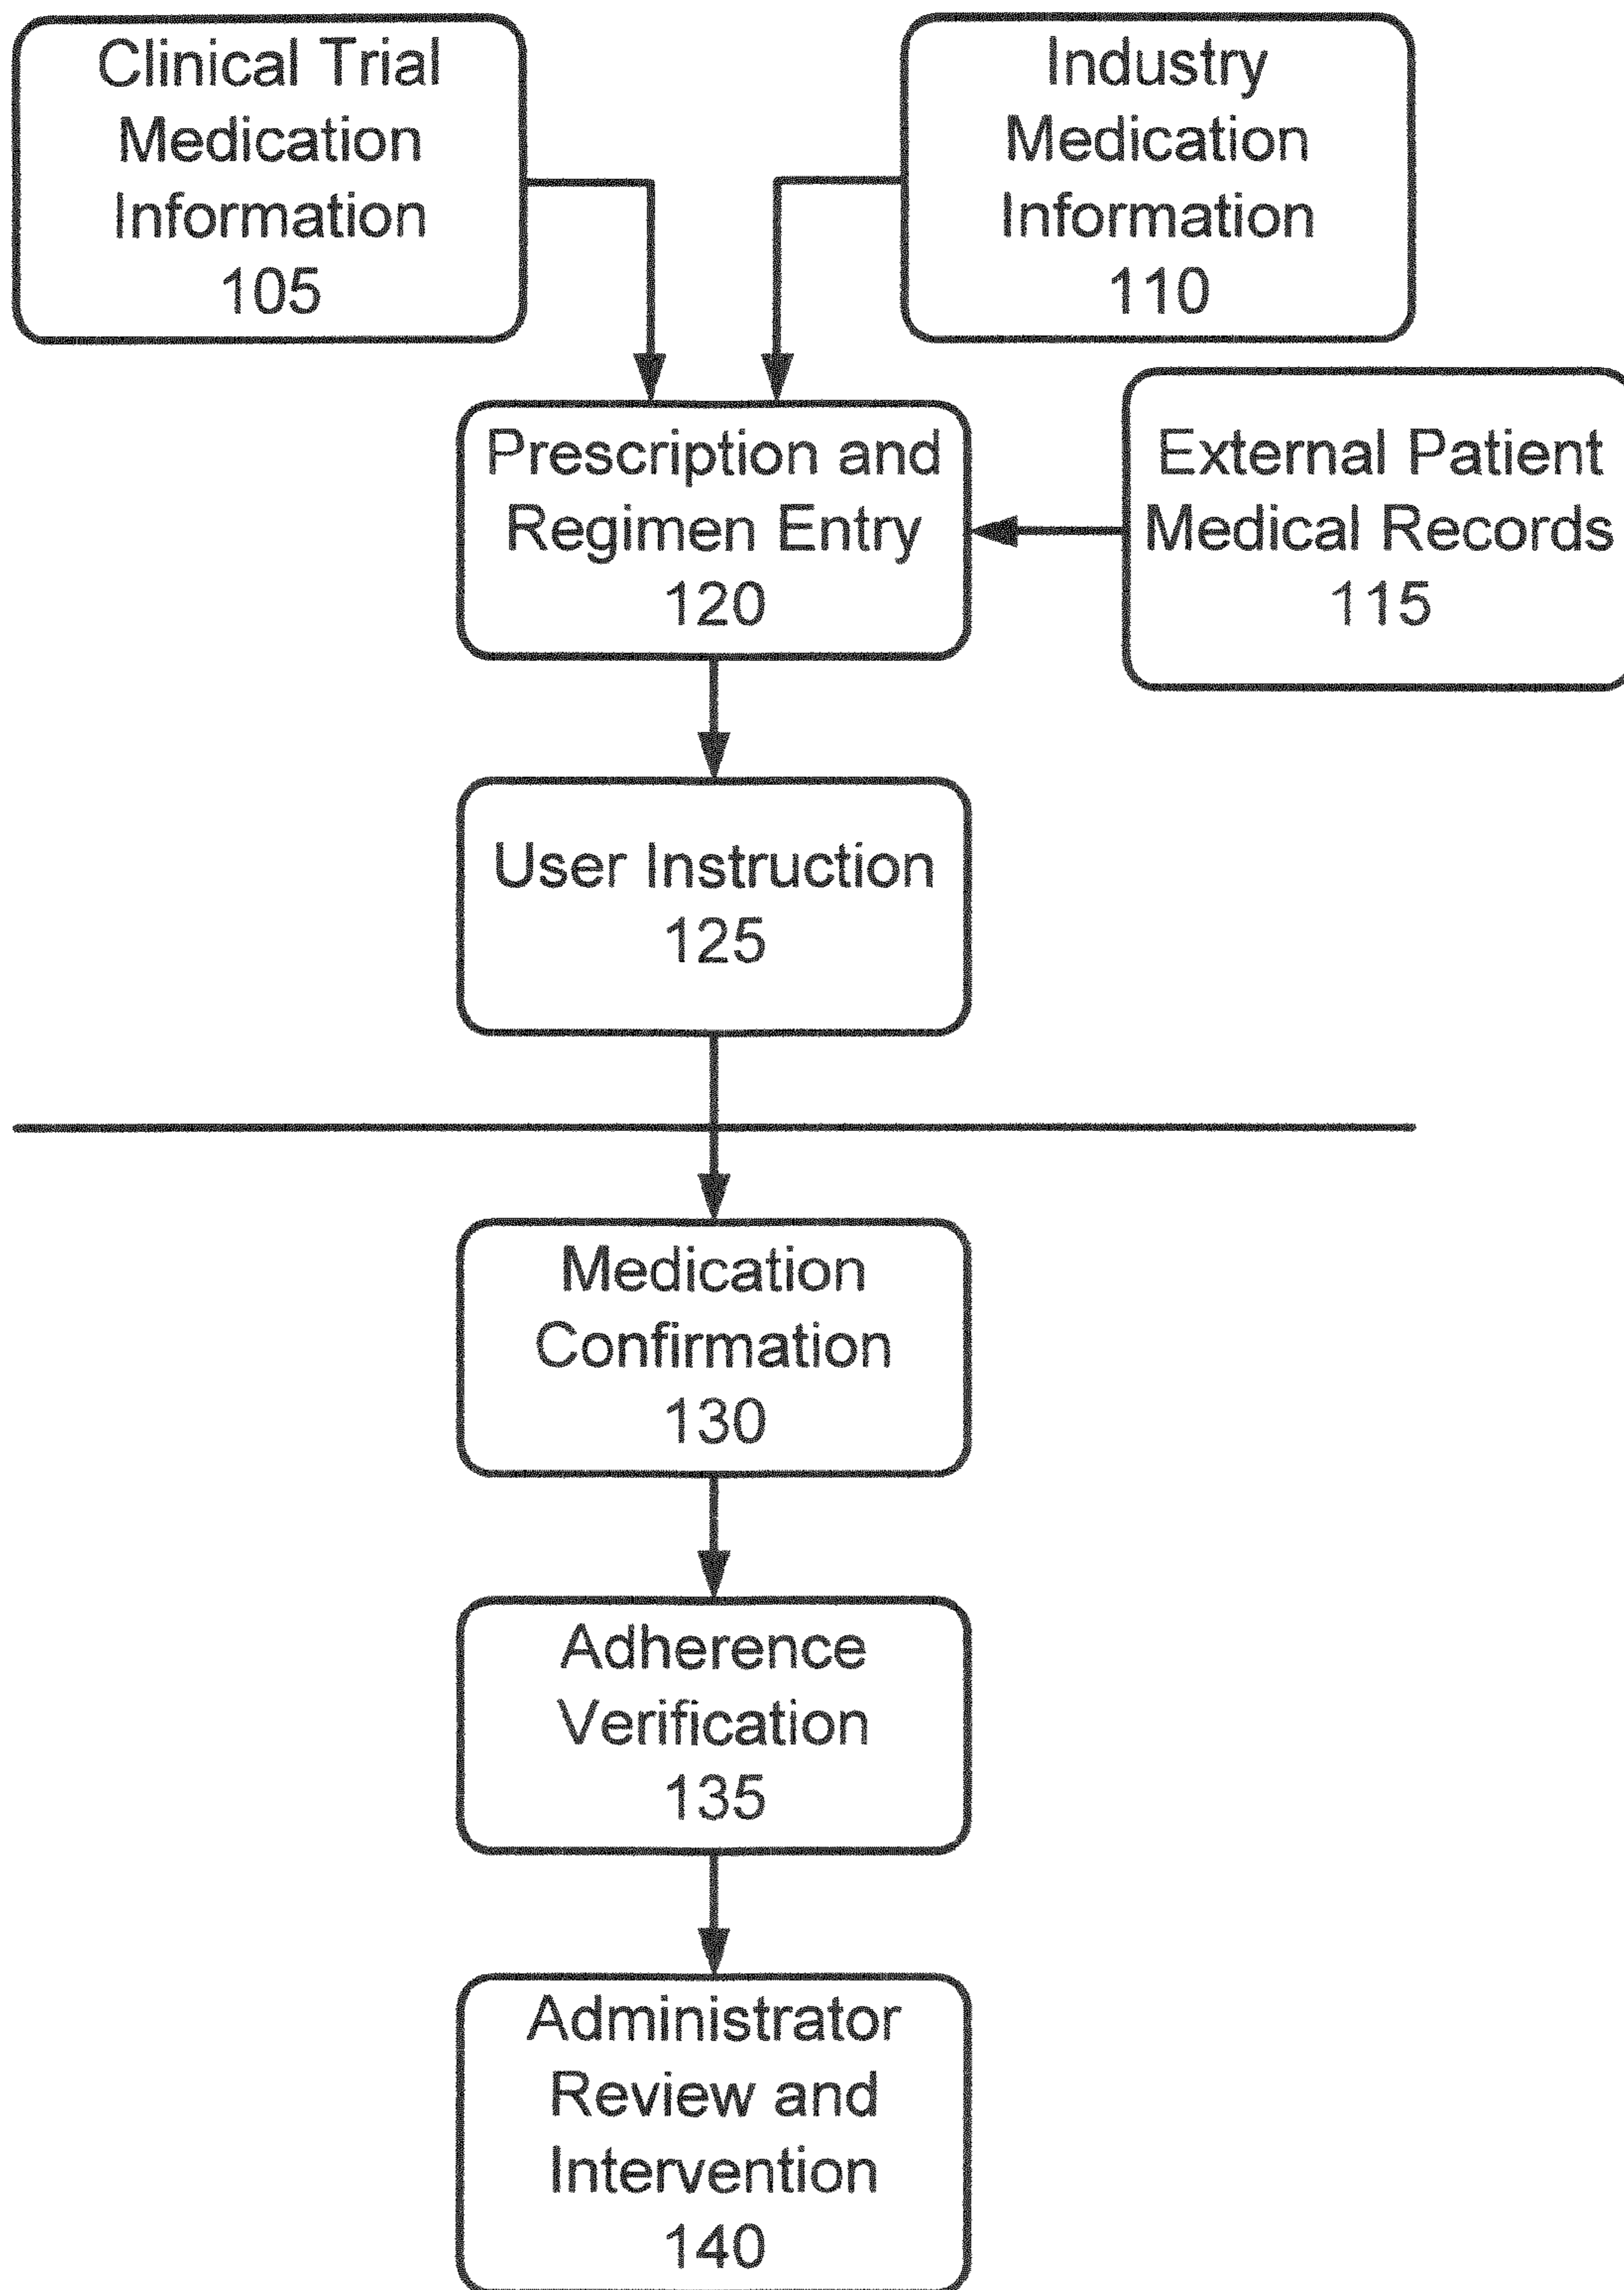 Clinical Trial
Medication
Information
105
Industry
Medication
Information
110
Prescription and
Regimen Entry
120
External Patient
Medical Records
115
User Instruction
125
Medication
Confirmation
130
Adherence
Verification
135
Administrator
Review and
Intervention
140